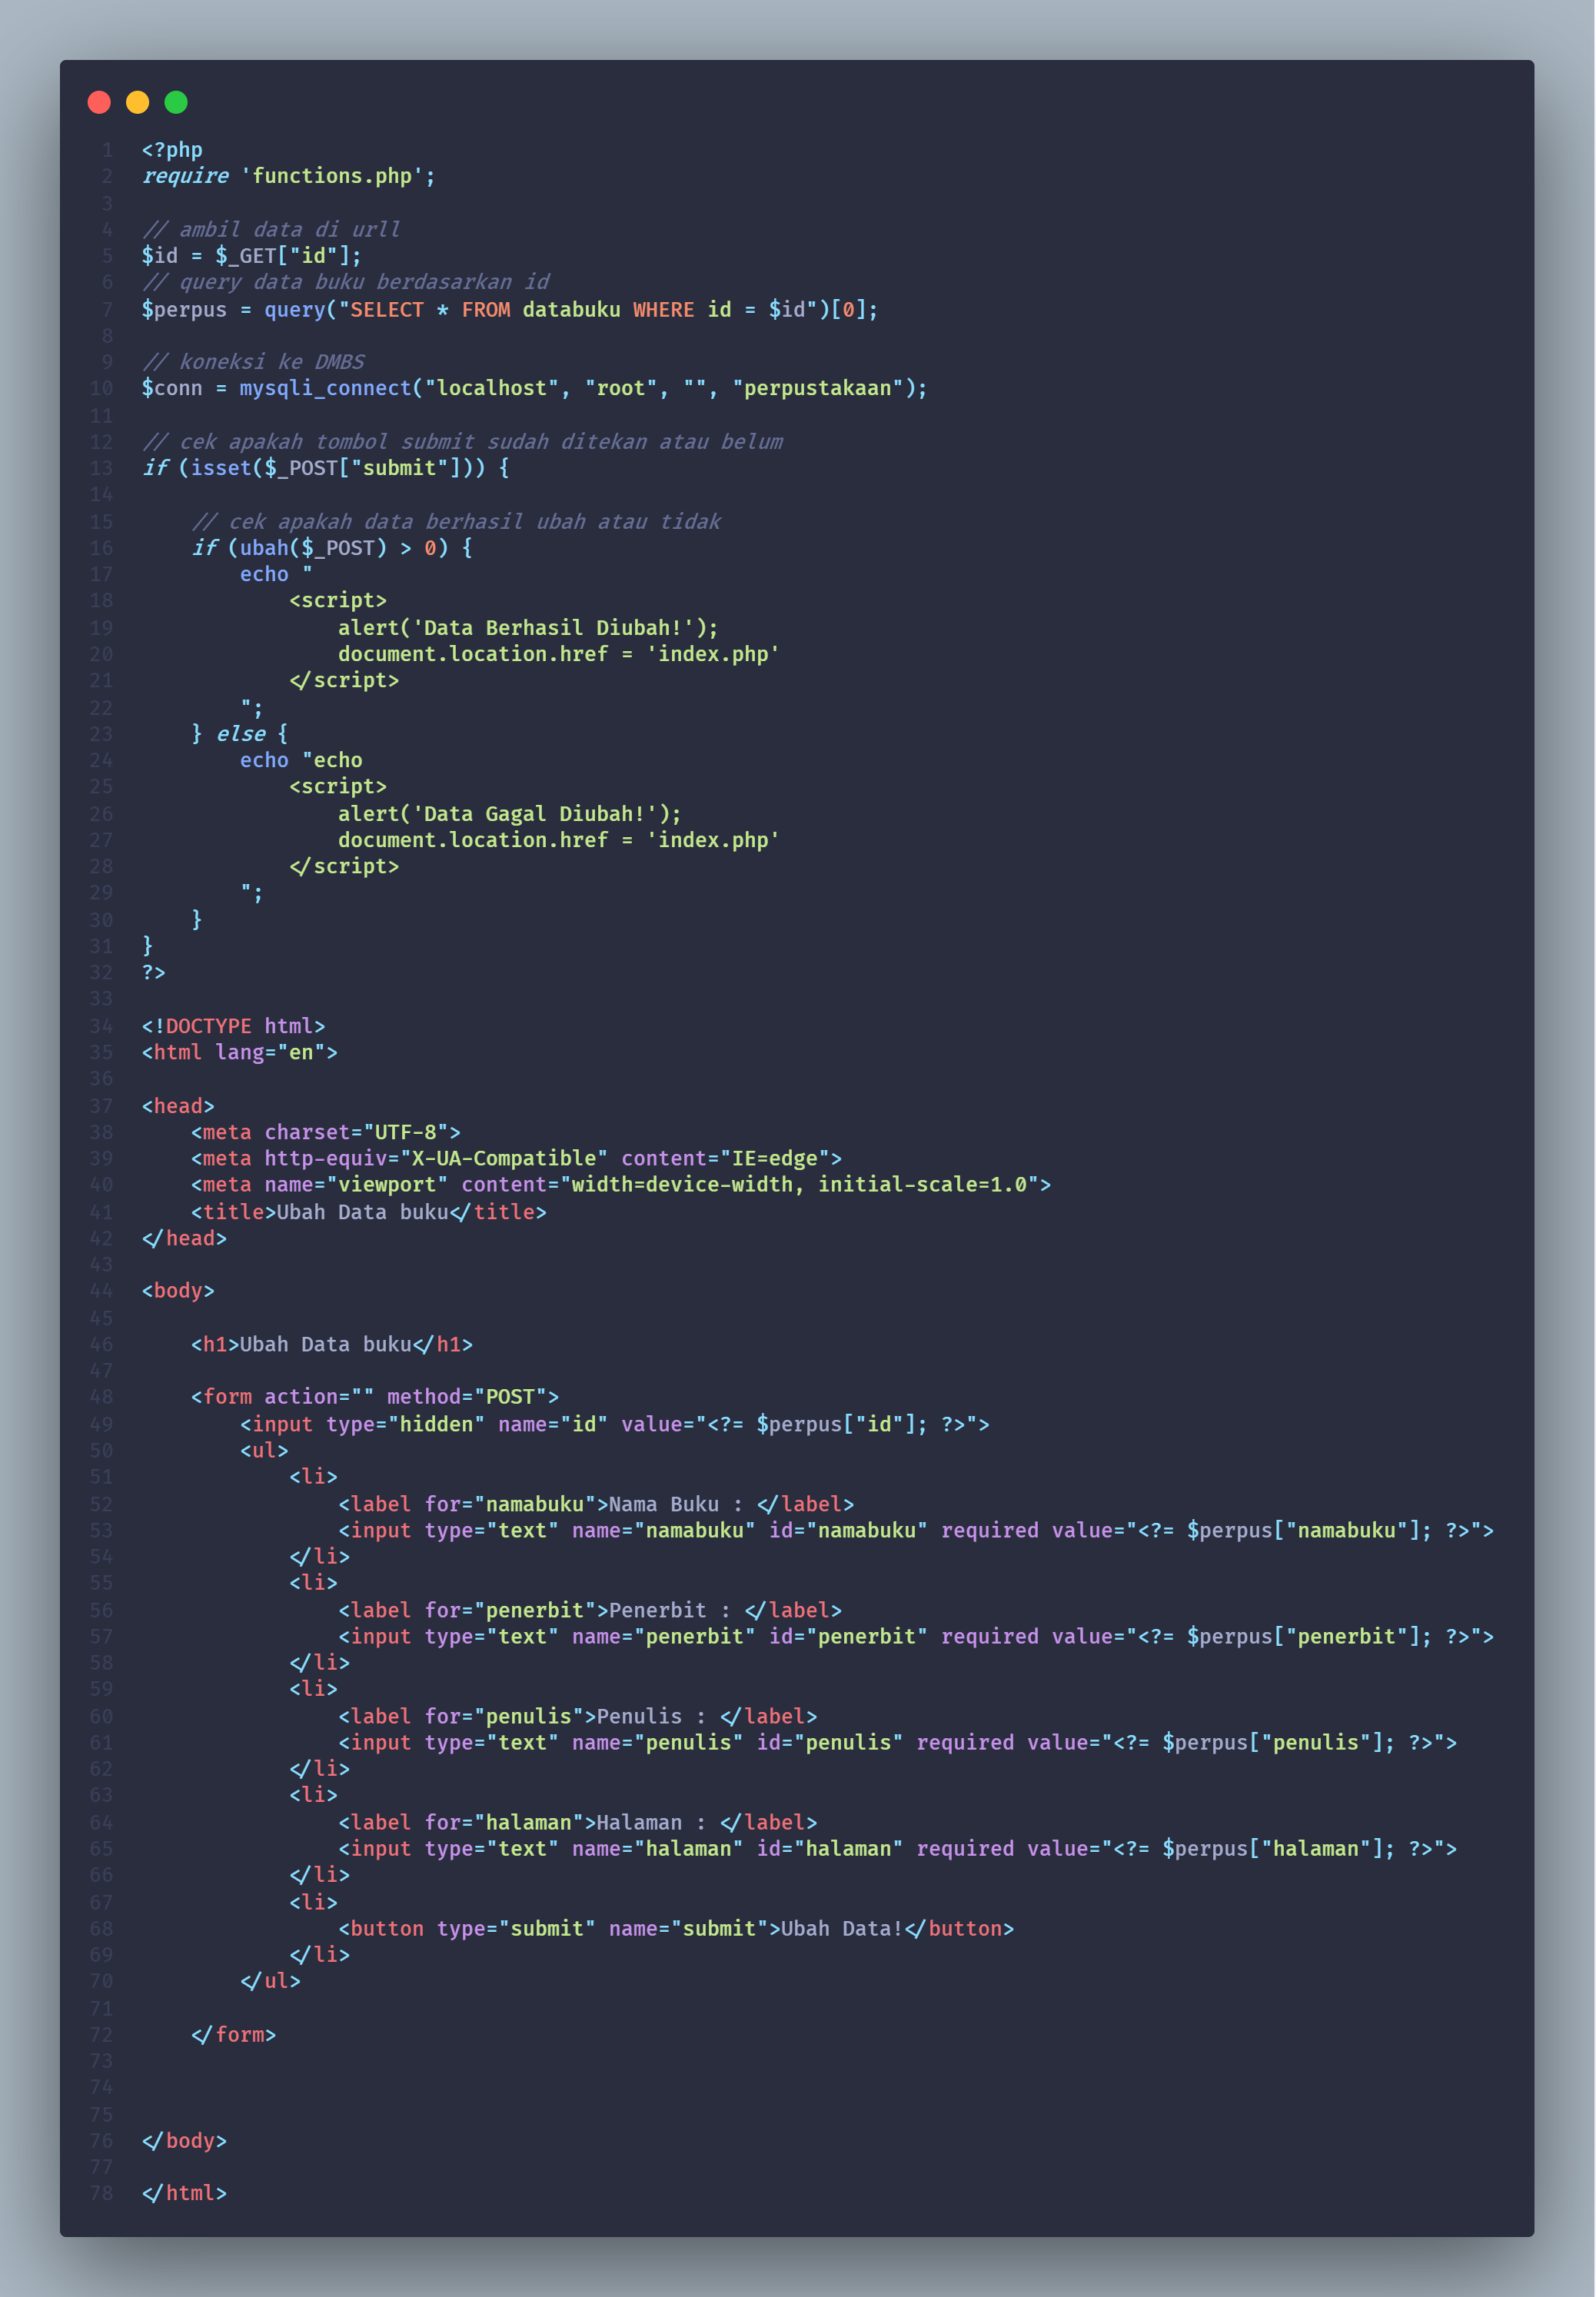 1 <?php
2 require 'functions.php';
3
4 // ambil data di urll
5 $id = $_GET["id"];
6 // query data buku berdasarkan id
7 $perpus = query("SELECT * FROM databuku WHERE id = $id")[0];
8
9 // koneksi ke DMBS
10 $conn = mysqli_connect("localhost", "root", "", "perpustakaan");
11
12 // cek apakah tombol submit sudah ditekan atau belum
13 if (isset($_POST["submit"])) {
14
15     // cek apakah data berhasil ubah atau tidak
16     if (ubah($_POST) > 0) {
17         echo "
18             <script>
19                 alert('Data Berhasil Diubah!');
20                 document.location.href = 'index.php'
21             </script>
22         ";
23     } else {
24         echo "echo
25             <script>
26                 alert('Data Gagal Diubah!');
27                 document.location.href = 'index.php'
28             </script>
29         ";
30     }
31 }
32 ?>
33
34 <!DOCTYPE html>
35 <html lang="en">
36
37 <head>
38     <meta charset="UTF-8">
39     <meta http-equiv="X-UA-Compatible" content="IE=edge">
40     <meta name="viewport" content="width=device-width, initial-scale=1.0">
41     <title>Ubah Data buku</title>
42 </head>
43
44 <body>
45
46     <h1>Ubah Data buku</h1>
47
48     <form action="" method="POST">
49         <input type="hidden" name="id" value="<?= $perpus["id"]; ?>">
50         <ul>
51             <li>
52                 <label for="namabuku">Nama Buku : </label>
53                 <input type="text" name="namabuku" id="namabuku" required value="<?= $perpus["namabuku"]; ?>">
54             </li>
55             <li>
56                 <label for="penerbit">Penerbit : </label>
57                 <input type="text" name="penerbit" id="penerbit" required value="<?= $perpus["penerbit"]; ?>">
58             </li>
59             <li>
60                 <label for="penulis">Penulis : </label>
61                 <input type="text" name="penulis" id="penulis" required value="<?= $perpus["penulis"]; ?>">
62             </li>
63             <li>
64                 <label for="halaman">Halaman : </label>
65                 <input type="text" name="halaman" id="halaman" required value="<?= $perpus["halaman"]; ?>">
66             </li>
67             <li>
68                 <button type="submit" name="submit">Ubah Data!</button>
69             </li>
70         </ul>
71
72     </form>
73
74
75
76 </body>
77
78 </html>